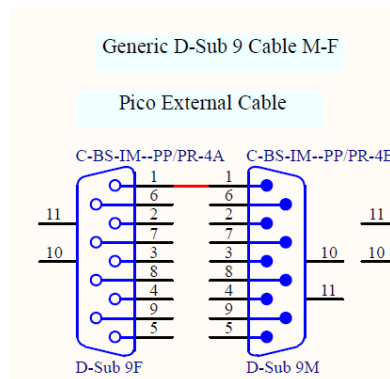 Generic D-Sub 9 Cable M-F
Pico External Cable
C-BS-IM--PP/PR-4A C-BS-IM--PP/PR-4B
1 1
6 6
11 2 2 11
7 7
10 3 3 10 10
8 8
4 4 11
9 9
5 5
D-Sub 9F D-Sub 9M